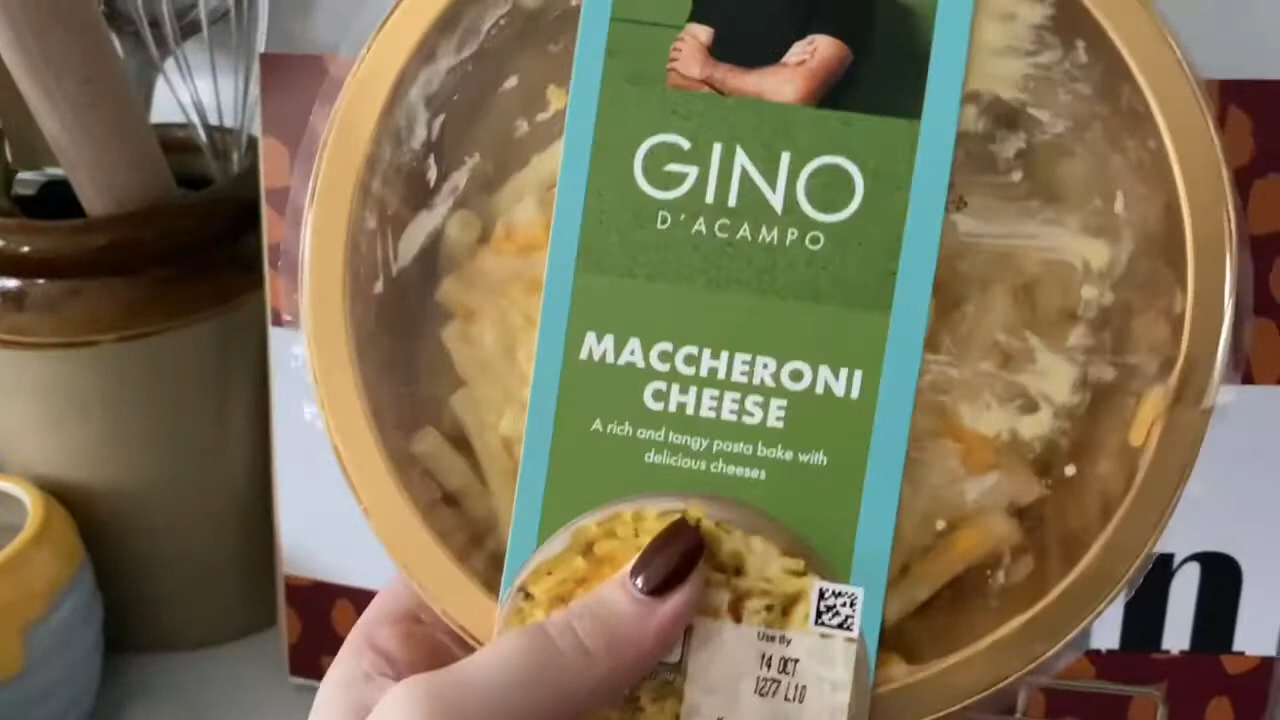 GINO
D'ACAMPO
MACCHERONI
CHEESE
A rich and tangy pasta bake with
delicious cheeses
Use By
14 OCT
1277 L10
n